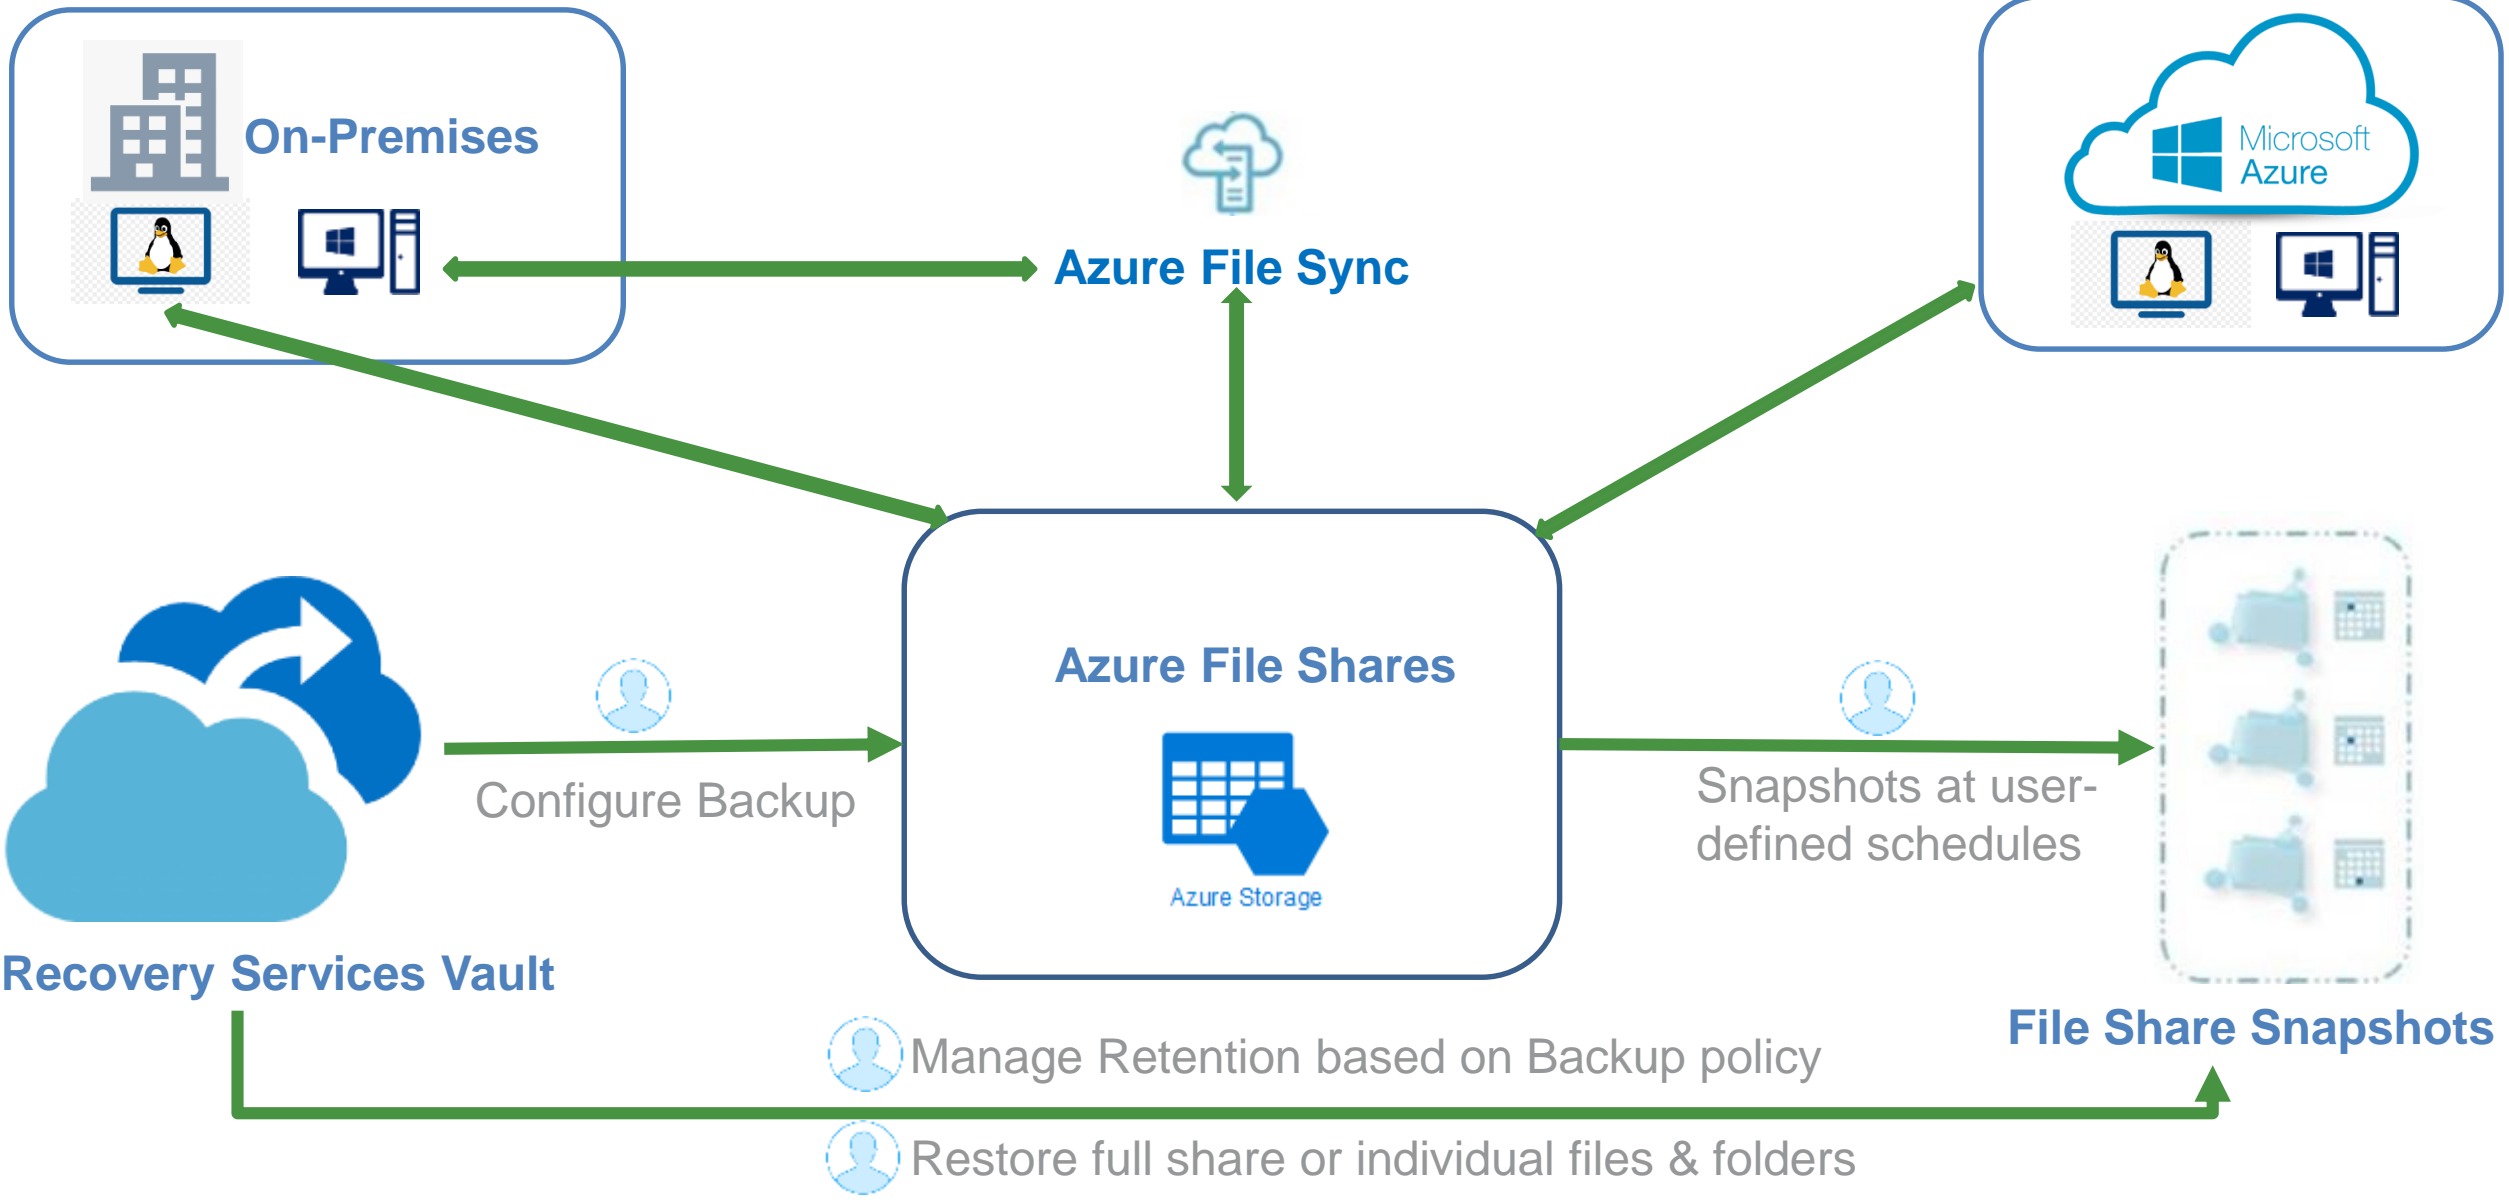 On-Premises
Microsoft
Azure
Azure File Sync
Azure File Shares
Azure Storage
Configure Backup
Snapshots at user-
defined schedules
Recovery Services Vault
File Share Snapshots
Manage Retention based on Backup policy
Restore full share or individual files & folders